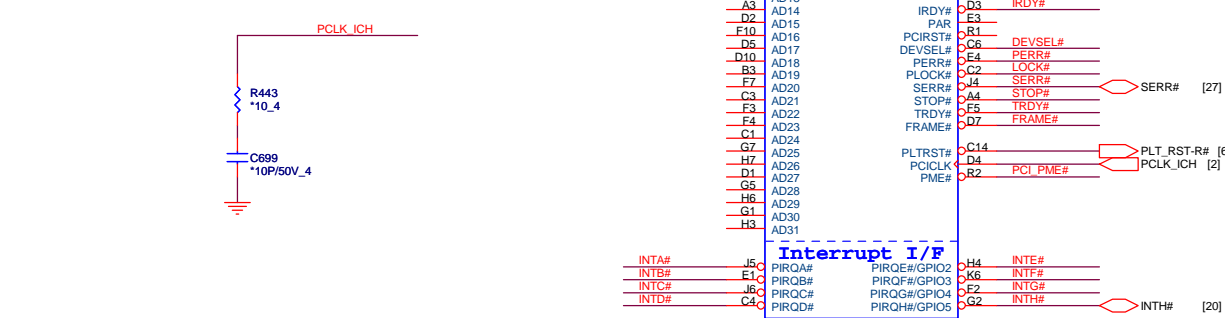 PCLK_ICH
R443
*10_4
C699
*10P/50V_4
A3 AD14
D2 AD15
F10 AD16
D5 AD17
D10 AD18
B3 AD19
F7 AD20
C3 AD21
F3 AD22
F4 AD23
C1 AD24
G7 AD25
H7 AD26
D1 AD27
G5 AD28
H6 AD29
G1 AD30
H3 AD31
IRDY# D3 IRDY#
PAR E3
PCIRST# R1
DEVSEL# C6 DEVSEL#
PERR# E4 PERR#
PLOCK# C2 LOCK#
SERR# J4 SERR# SERR# [27]
STOP# A4 STOP#
TRDY# F5 TRDY#
FRAME# D7 FRAME#
PLTRST# C14 PLT_RST-R# [6
PCICLK D4 PCLK_ICH [2]
PME# R2 PCI_PME#
Interrupt I/F
INTA# J5 PIRQA# PIRQE#/GPIO2 H4 INTE#
INTB# E1 PIRQB# PIRQF#/GPIO3 K6 INTF#
INTC# J6 PIRQC# PIRQG#/GPIO4 F2 INTG#
INTD# C4 PIRQD# PIRQH#/GPIO5 G2 INTH# INTH# [20]